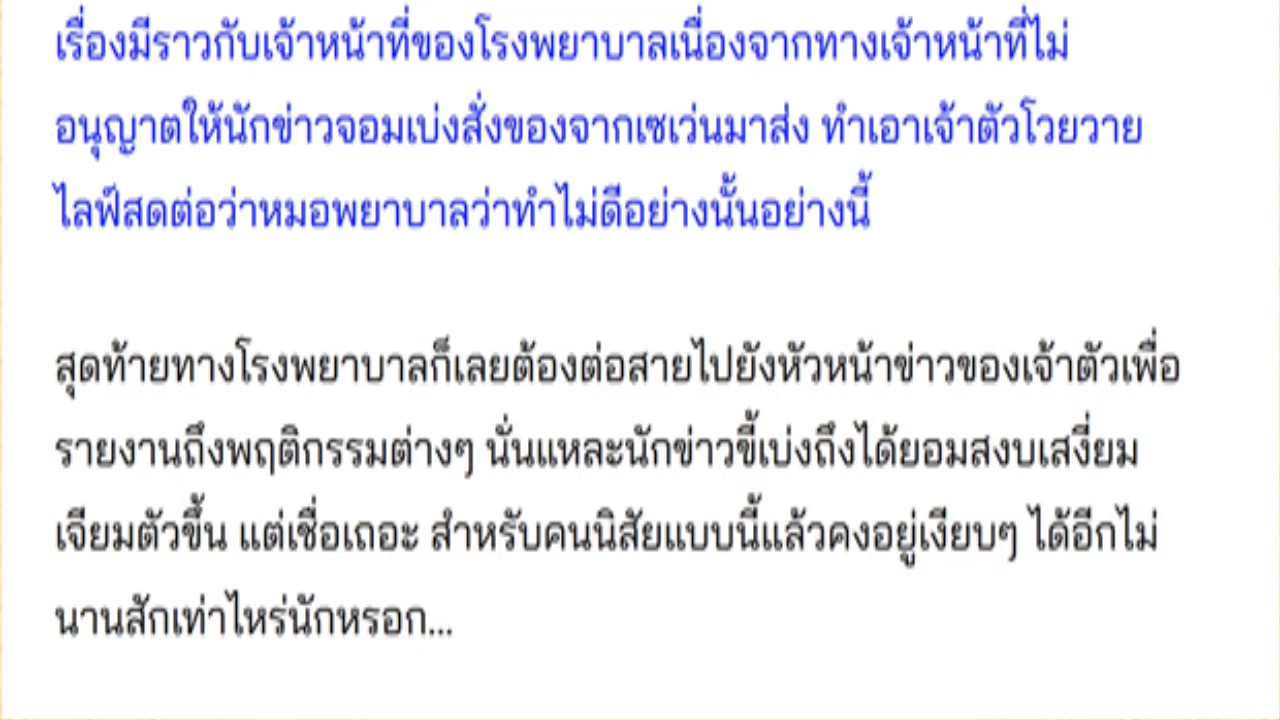 เรื่องมีราวกับเจ้าหน้าที่ของโรงพยาบาลเนื่องจากทางเจ้าหน้าที่ไม่
อนุญาตให้นักข่าวจอมเบ่งสั่งของจากเซเว่นมาส่ง ทำเอาเจ้าตัวโวยวาย
ไลฟ์สดต่อว่าหมอพยาบาลว่าทำไม่ดีอย่างนั้นอย่างนี้
สุดท้ายทางโรงพยาบาลก็เลยต้องต่อสายไปยังหัวหน้าข่าวของเจ้าตัวเพื่อ
รายงานถึงพฤติกรรมต่างๆ นั่นแหละนักข่าวขี้เบ่งถึงได้ยอมสงบเสงี่ยม
เจียมตัวขึ้น แต่เชื่อเถอะ สำหรับคนนิสัยแบบนี้แล้วคงอยู่เงียบๆ ได้อีกไม่
นานสักเท่าไหร่นักหรอก...